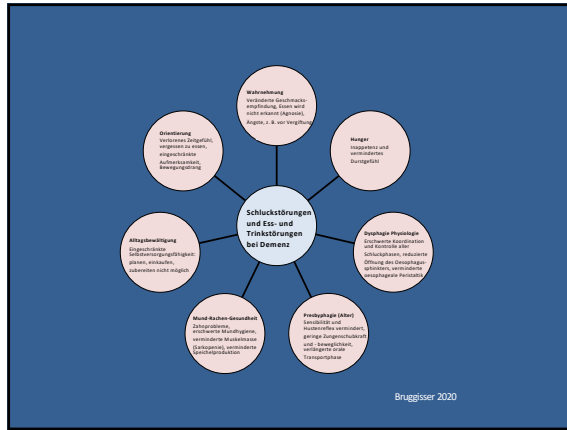 Wahrnehmung
Veränderte Geschmacks-
empfindung, Essen wird
nicht erkannt (Agnosie),
Ängste, z. B. vor Vergiftung
Hunger
Inappetenz und
vermindertes
Durstgefühl
Dysphagie Physiologie
Erschwerte Koordination
und Kontrolle aller
Schluckphasen, reduzierte
Öffnung des Oesophagus-
sphinkters, verminderte
oesophageale Peristaltik
Presbyphagie (Alter)
Sensibilität und
Hustenreflex vermindert,
geringe Zungenschubkraft
und - beweglichkeit,
verlängerte orale
Transportphase
Mund-Rachen-Gesundheit
Zahnprobleme,
erschwerte Mundhygiene,
verminderte Muskelmasse
(Sarkopenie), verminderte
Speichelproduktion
Alltagsbewältigung
Eingeschränkte
Selbstversorgungsfähigkeit:
planen, einkaufen,
zubereiten nicht möglich
Orientierung
Verlorenes Zeitgefühl,
vergessen zu essen,
eingeschränkte
Aufmerksamkeit,
Bewegungsdrang
Schluckstörungen
und Ess- und
Trinkstörungen
bei Demenz
Bruggisser 2020